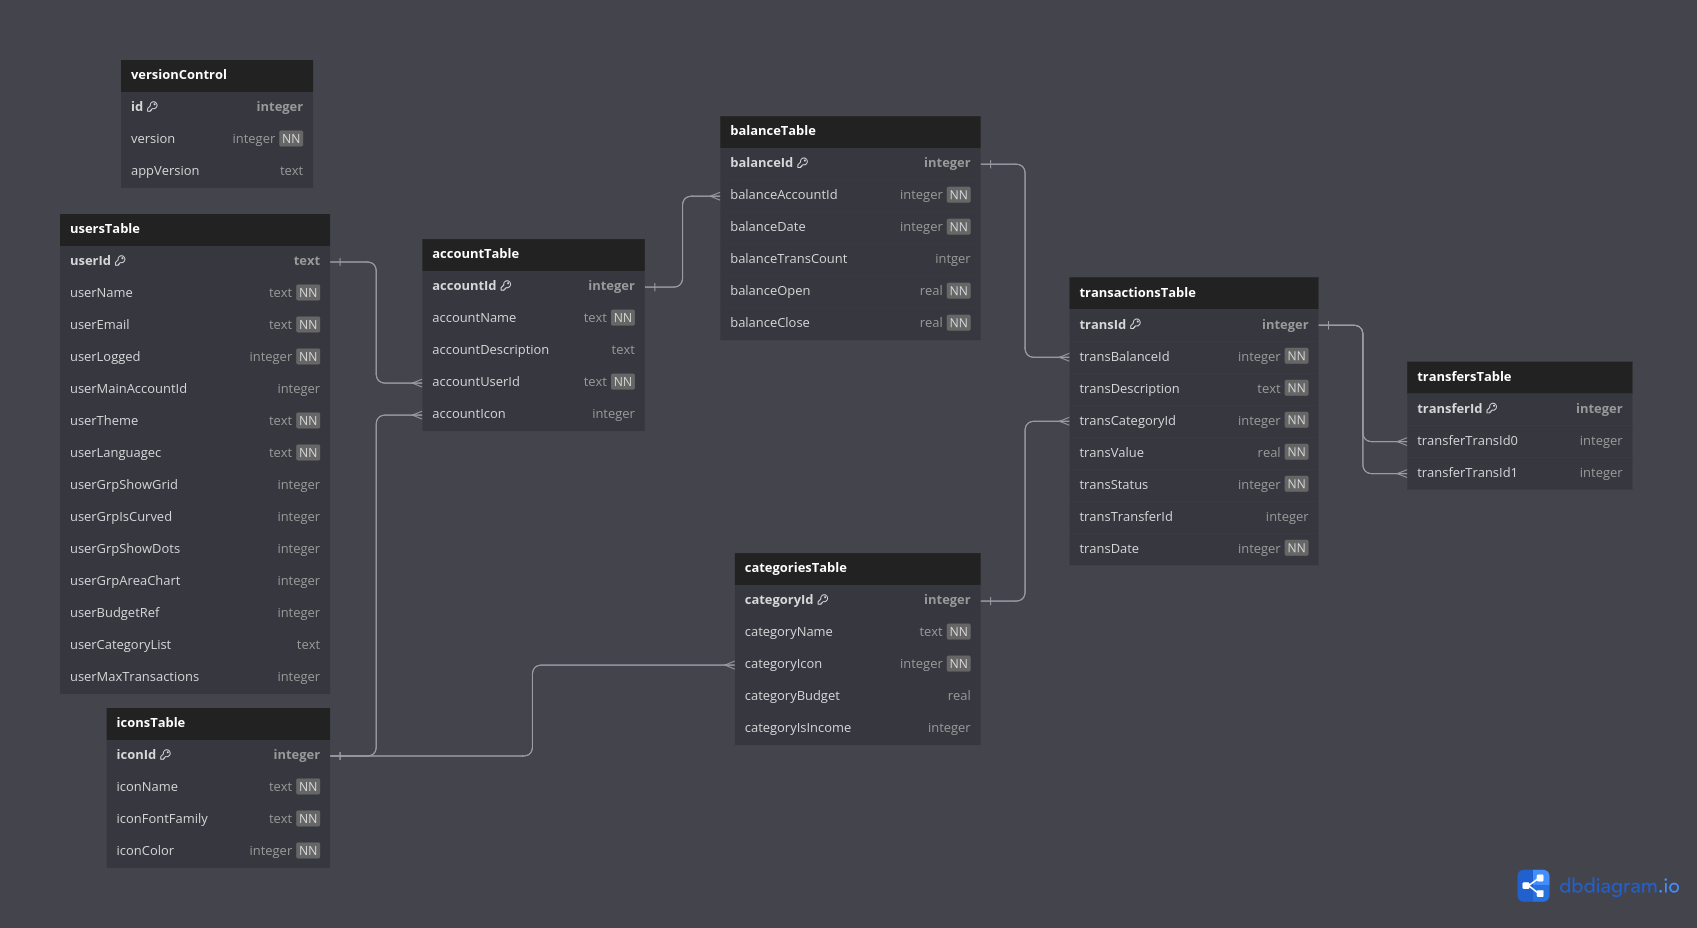 versionControl
id integer
version integer NN
appVersion text
usersTable
userId text
userName text NN
userEmail text NN
userLogged integer NN
userMainAccountId integer
userTheme text NN
userLanguagec text NN
userGrpShowGrid integer
userGrpIsCurved integer
userGrpShowDots integer
userGrpAreaChart integer
userBudgetRef integer
userCategoryList text
userMaxTransactions integer
iconsTable
iconId integer
iconName text NN
iconFontFamily text NN
iconColor integer NN
accountTable
accountId integer
accountName text NN
accountDescription text
accountUserId text NN
accountIcon integer
balanceTable
balanceId integer
balanceAccountId integer NN
balanceDate integer NN
balanceTransCount intger
balanceOpen real NN
balanceClose real NN
categoriesTable
categoryId integer
categoryName text NN
categoryIcon integer NN
categoryBudget real
categoryIsIncome integer
transactionsTable
transId integer
transBalanceId integer NN
transDescription text NN
transCategoryId integer NN
transValue real NN
transStatus integer NN
transTransferId integer
transDate integer NN
transfersTable
transferId integer
transferTransId0 integer
transferTransId1 integer
dbdiagram.io